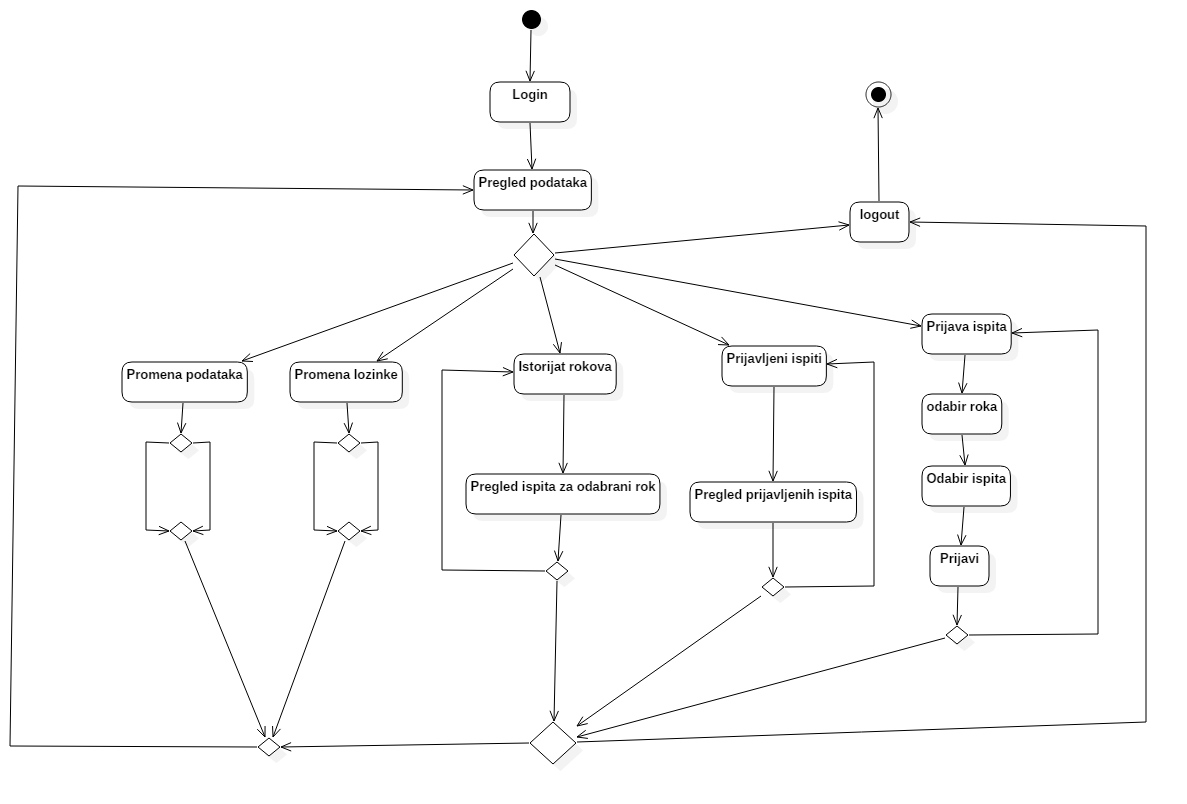 Login
Pregled podataka
logout
Prijava ispita
Prijavljeni ispiti
Istorijat rokova
Promena podataka
Promena lozinke
odabir roka
Odabir ispita
Pregled ispita za odabrani rok
Pregled prijavljenih ispita
Prijavi